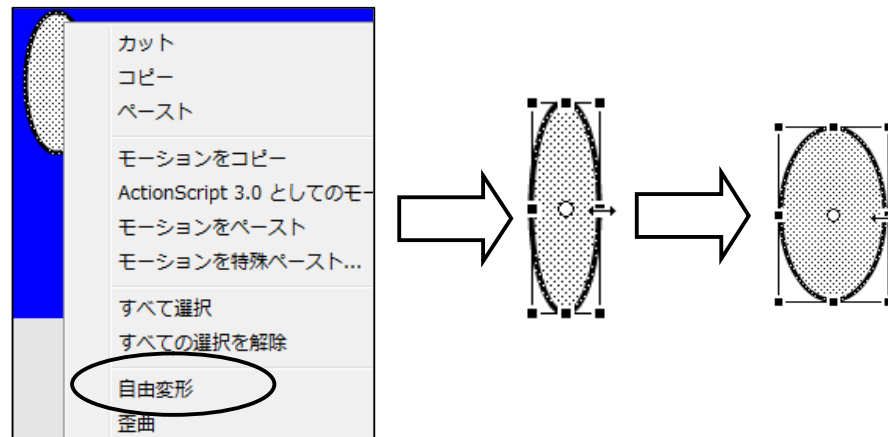 カット
コピー
ペースト
モーションをコピー
ActionScript 3.0 としてのモー
モーションをペースト
モーションを特殊ペースト...
すべて選択
すべての選択を解除
自由変形
歪曲